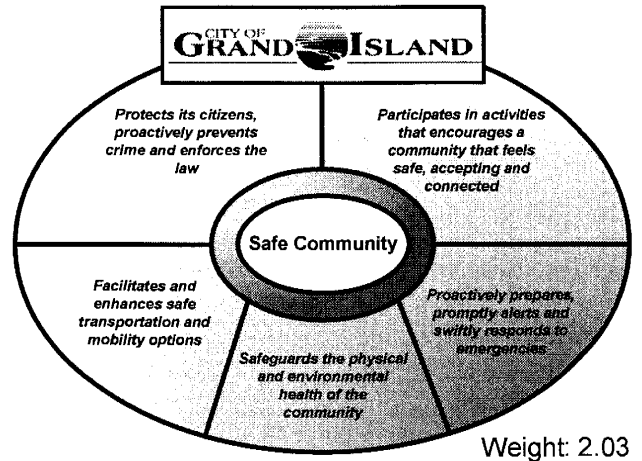 CITY OF
GRAND ISLAND
Protects its citizens,
proactively prevents
crime and enforces the
law
Participates in activities
that encourages a
community that feels
safe, accepting and
connected
Safe Community
Facilitates and
enhances safe
transportation and
mobility options
Safeguards the physical
and environmental
health of the
community
Proactively prepares,
promptly alerts and
swiftly responds to
emergencies
Weight: 2.03